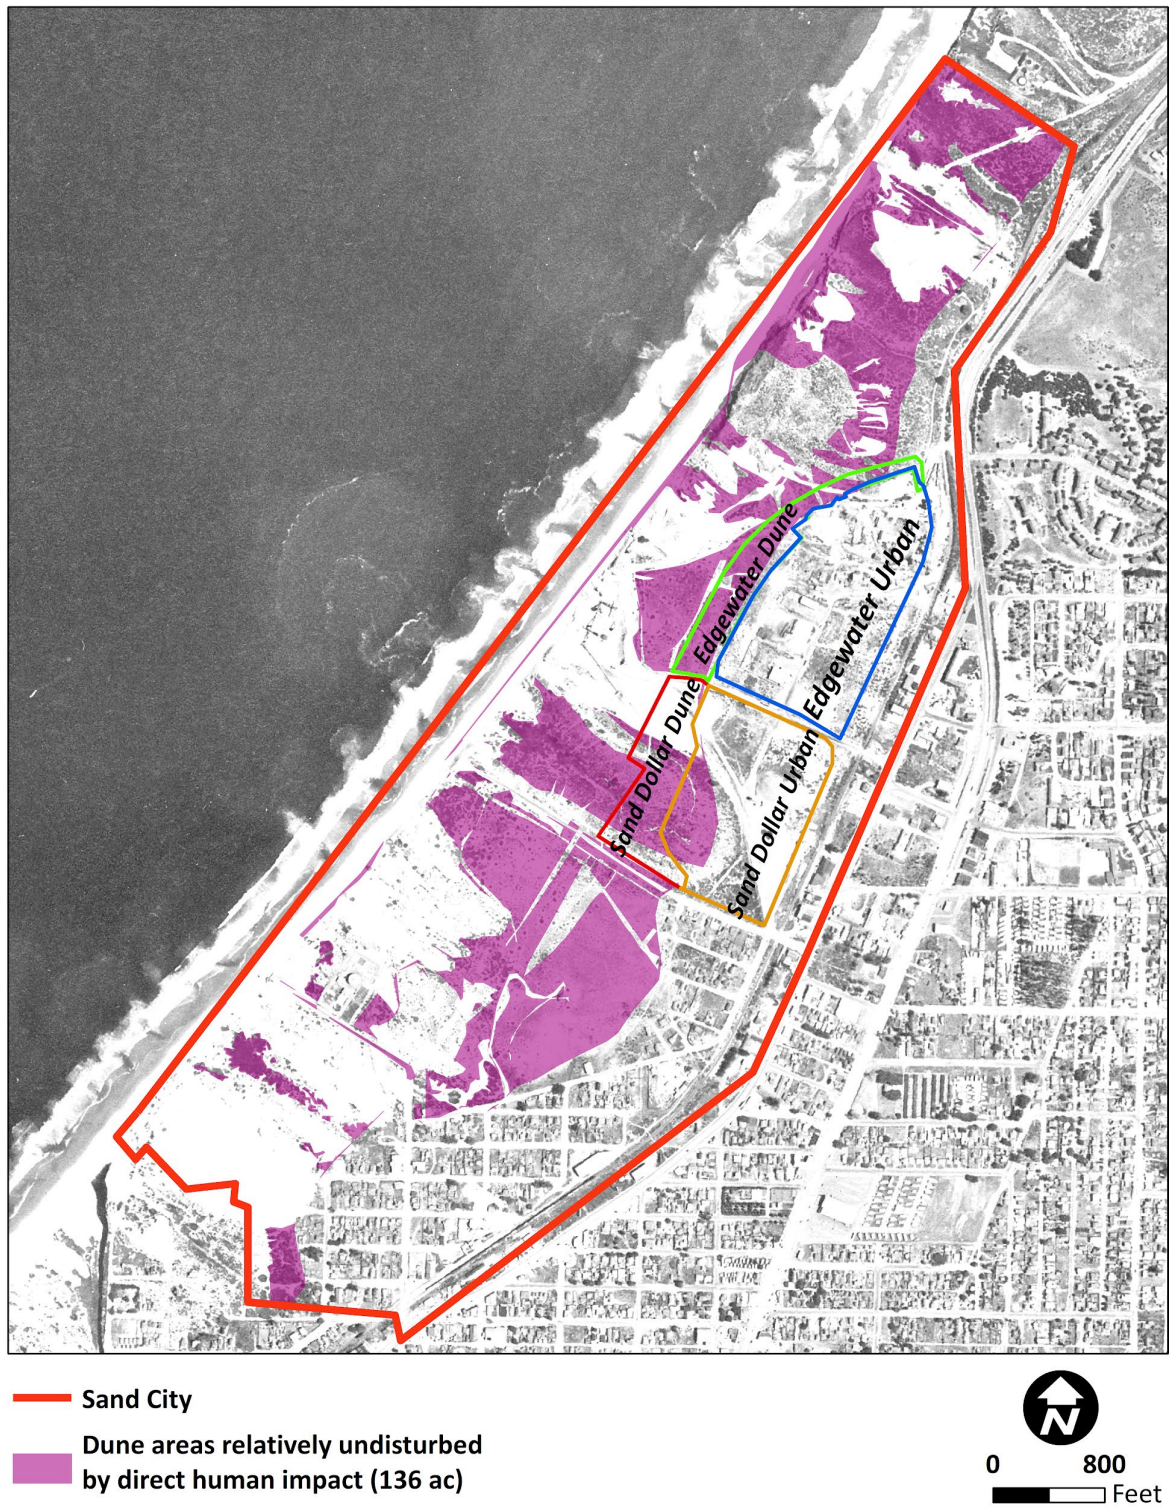 Edgewater Dune
Edgewater Urban
Sand Dollar Dune
Sand Dollar Urban
Sand City
Dune areas relatively undisturbed
by direct human impact (136 ac)
N
0 800
Feet